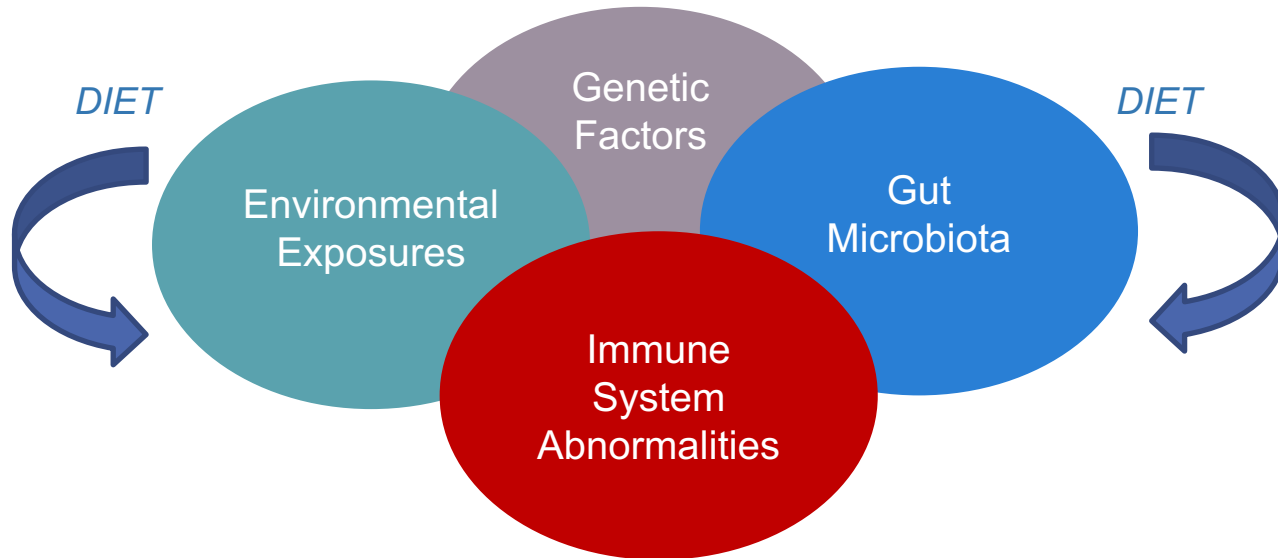 DIET
Genetic
Factors
DIET
Environmental
Exposures
Gut
Microbiota
Immune
System
Abnormalities